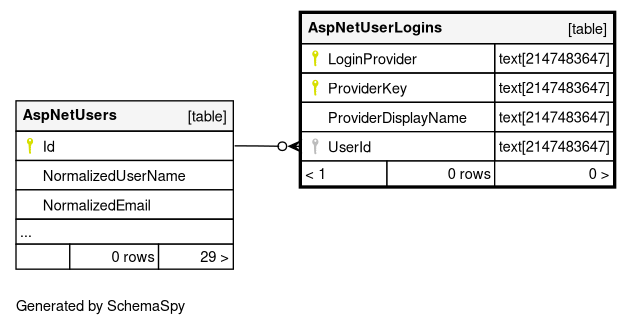 AspNetUserLogins [table]
LoginProvider text[2147483647]
ProviderKey text[2147483647]
ProviderDisplayName text[2147483647]
UserId text[2147483647]
< 1 0 rows 0 >
AspNetUsers [table]
Id
NormalizedUserName
NormalizedEmail
...
0 rows 29 >
Generated by SchemaSpy